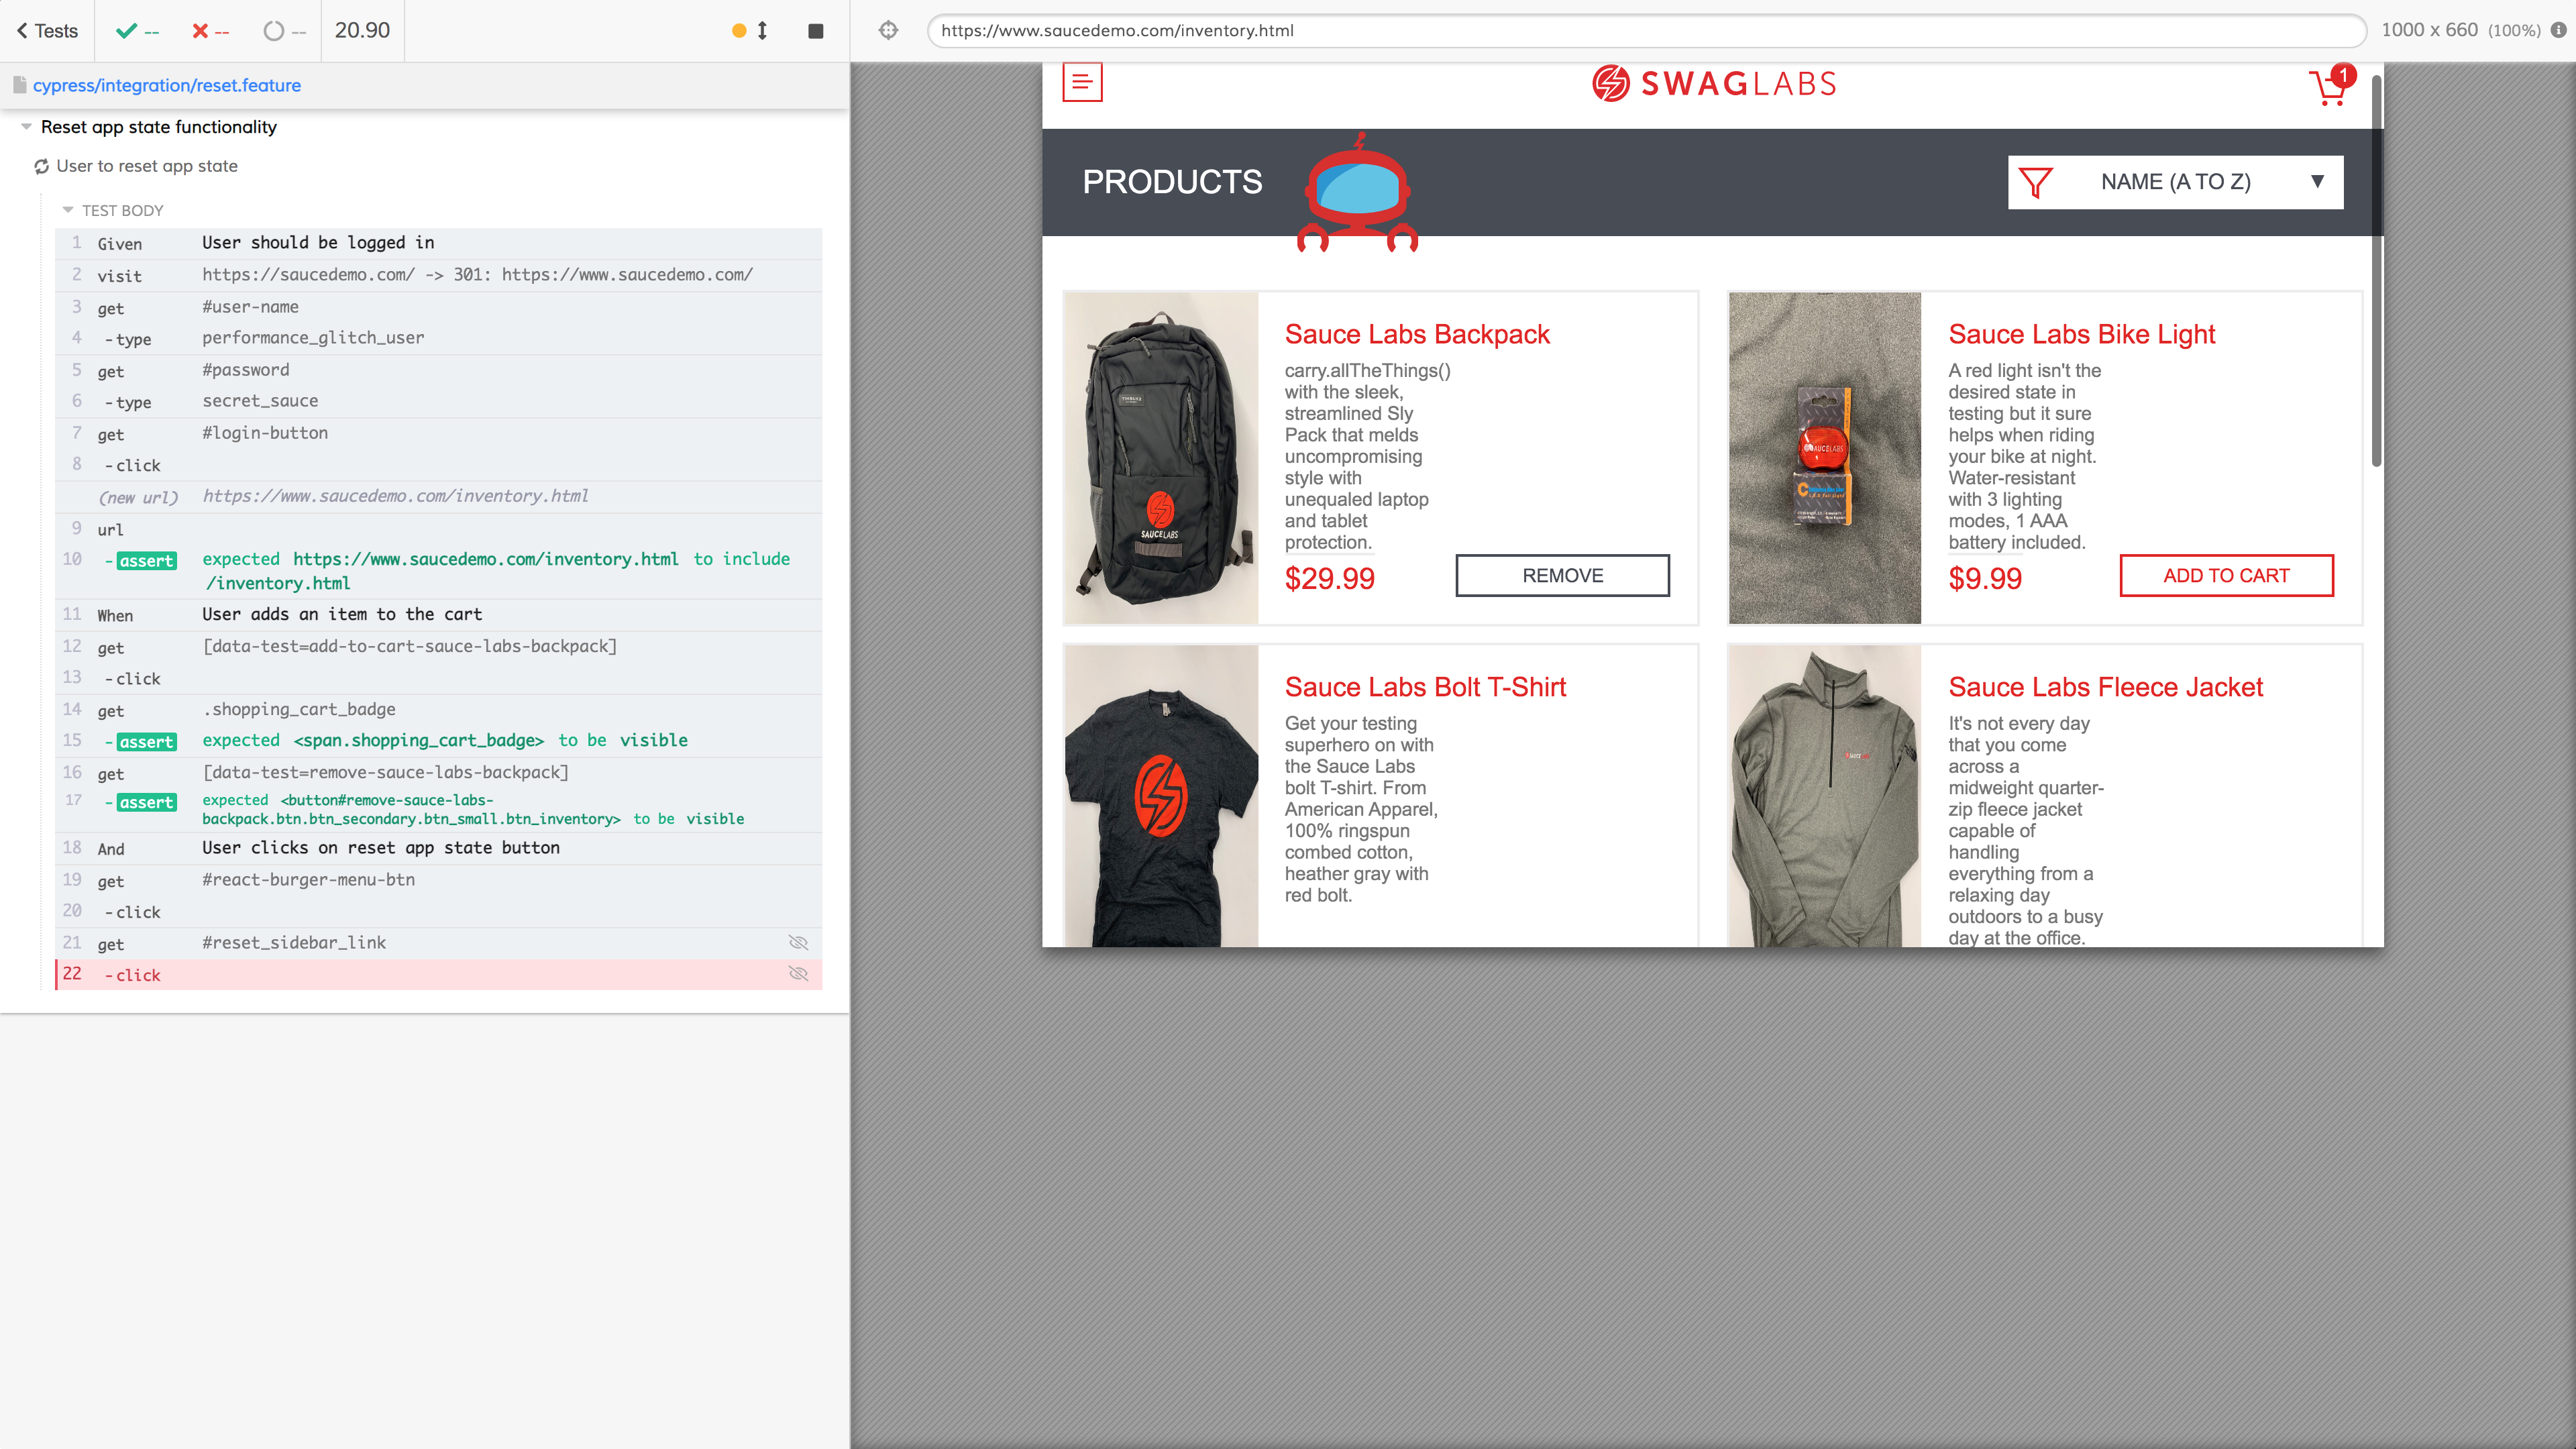 Tests
--
--
--
20.90
cypress/integration/reset.feature
Reset app state functionality
User to reset app state
TEST BODY
1 Given User should be logged in
2 visit https://saucedemo.com/ -> 301: https://www.saucedemo.com/
3 get #user-name
4 -type performance_glitch_user
5 get #password
6 -type secret_sauce
7 get #login-button
8 -click
(new url) https://www.saucedemo.com/inventory.html
9 url
10 -assert expected https://www.saucedemo.com/inventory.html to include
/inventory.html
11 When User adds an item to the cart
12 get [data-test=add-to-cart-sauce-labs-backpack]
13 -click
14 get .shopping_cart_badge
15 -assert expected <span.shopping_cart_badge> to be visible
16 get [data-test=remove-sauce-labs-backpack]
17 -assert expected <button#remove-sauce-labs-
backpack.btn.btn_secondary.btn_small.btn_inventory> to be visible
18 And User clicks on reset app state button
19 get #react-burger-menu-btn
20 -click
21 get #reset_sidebar_link
22 -click
https://www.saucedemo.com/inventory.html
1000 x 660 (100%)
SWAGLABS
1
PRODUCTS
NAME (A TO Z)
Sauce Labs Backpack
carry.allTheThings()
with the sleek,
streamlined Sly
Pack that melds
uncompromising
style with
unequaled laptop
and tablet
protection.
$29.99
REMOVE
SAUCELABS
Sauce Labs Bike Light
A red light isn't the
desired state in
testing but it sure
helps when riding
your bike at night.
Water-resistant
with 3 lighting
modes, 1 AAA
battery included.
$9.99
ADD TO CART
SAUCELABS
Sauce Labs Bolt T-Shirt
Get your testing
superhero on with
the Sauce Labs
bolt T-shirt. From
American Apparel,
100% ringspun
combed cotton,
heather gray with
red bolt.
Sauce Labs Fleece Jacket
It's not every day
that you come
across a
midweight quarter-
zip fleece jacket
capable of
handling
everything from a
relaxing day
outdoors to a busy
day at the office.